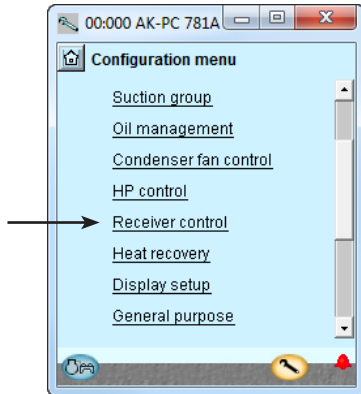 00:000 AK-PC 781A
Configuration menu
Suction group
Oil management
Condenser fan control
HP control
Receiver control
Heat recovery
Display setup
General purpose